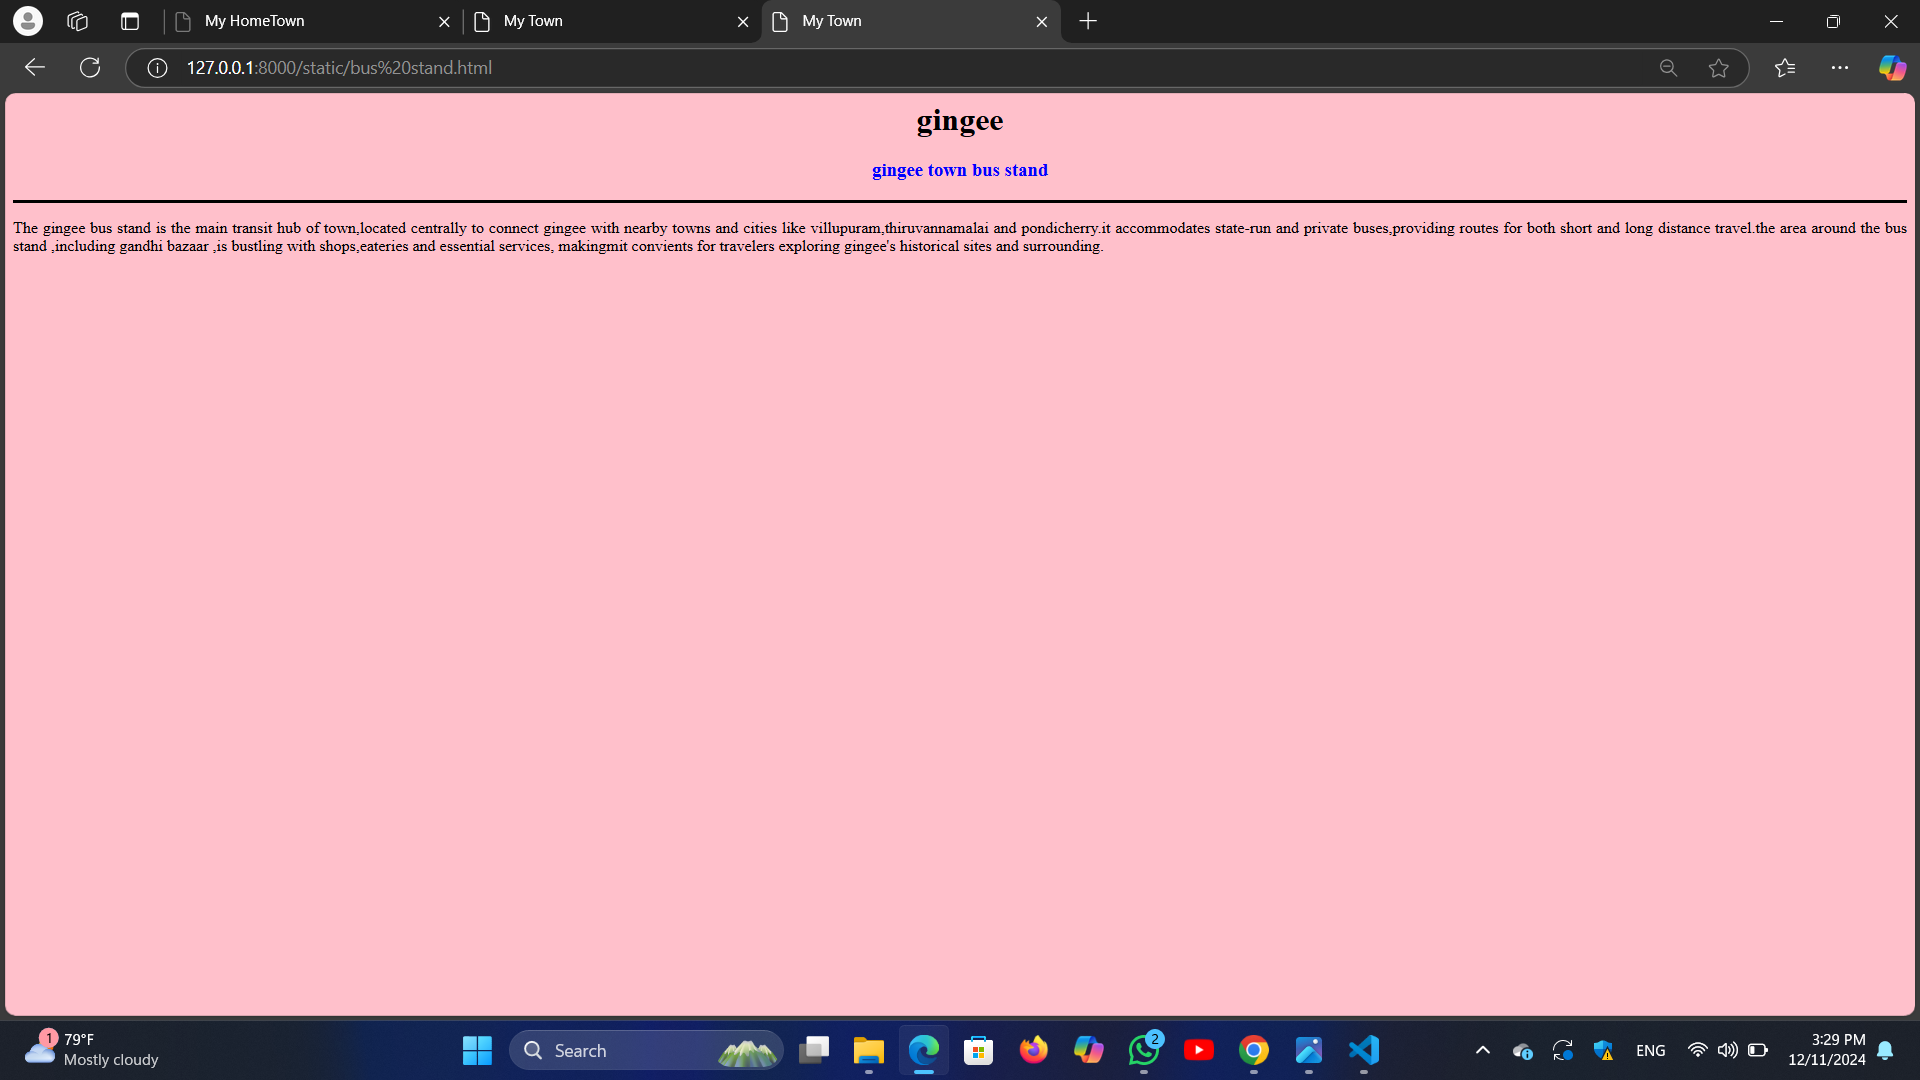 My HomeTown
My Town
My Town
127.0.0.1:8000/static/bus%20stand.html
gingee
gingee town bus stand
The gingee bus stand is the main transit hub of town,located centrally to connect gingee with nearby towns and cities like villupuram,thiruvannamalai and pondicherry.it accommodates state-run and private buses,providing routes for both short and long distance travel.the area around the bus
stand ,including gandhi bazaar ,is bustling with shops,eateries and essential services, makingmit convients for travelers exploring gingee's historical sites and surrounding.
1
79°F
Mostly cloudy
Search
2
ENG
3:29 PM
12/11/2024